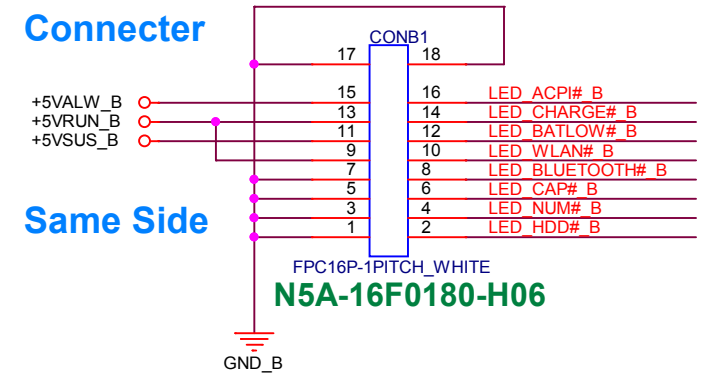 Connecter
CONB1
17 18
15 16 LED_ACPI#_B
+5VALW_B
13 14 LED_CHARGE#_B
+5VRUN_B
11 12 LED_BATLOW#_B
+5VSUS_B
9 10 LED_WLAN#_B
7 8 LED_BLUETOOTH#_B
5 6 LED_CAP#_B
Same Side
3 4 LED_NUM#_B
1 2 LED_HDD#_B
FPC16P-1PITCH_WHITE
N5A-16F0180-H06
GND_B